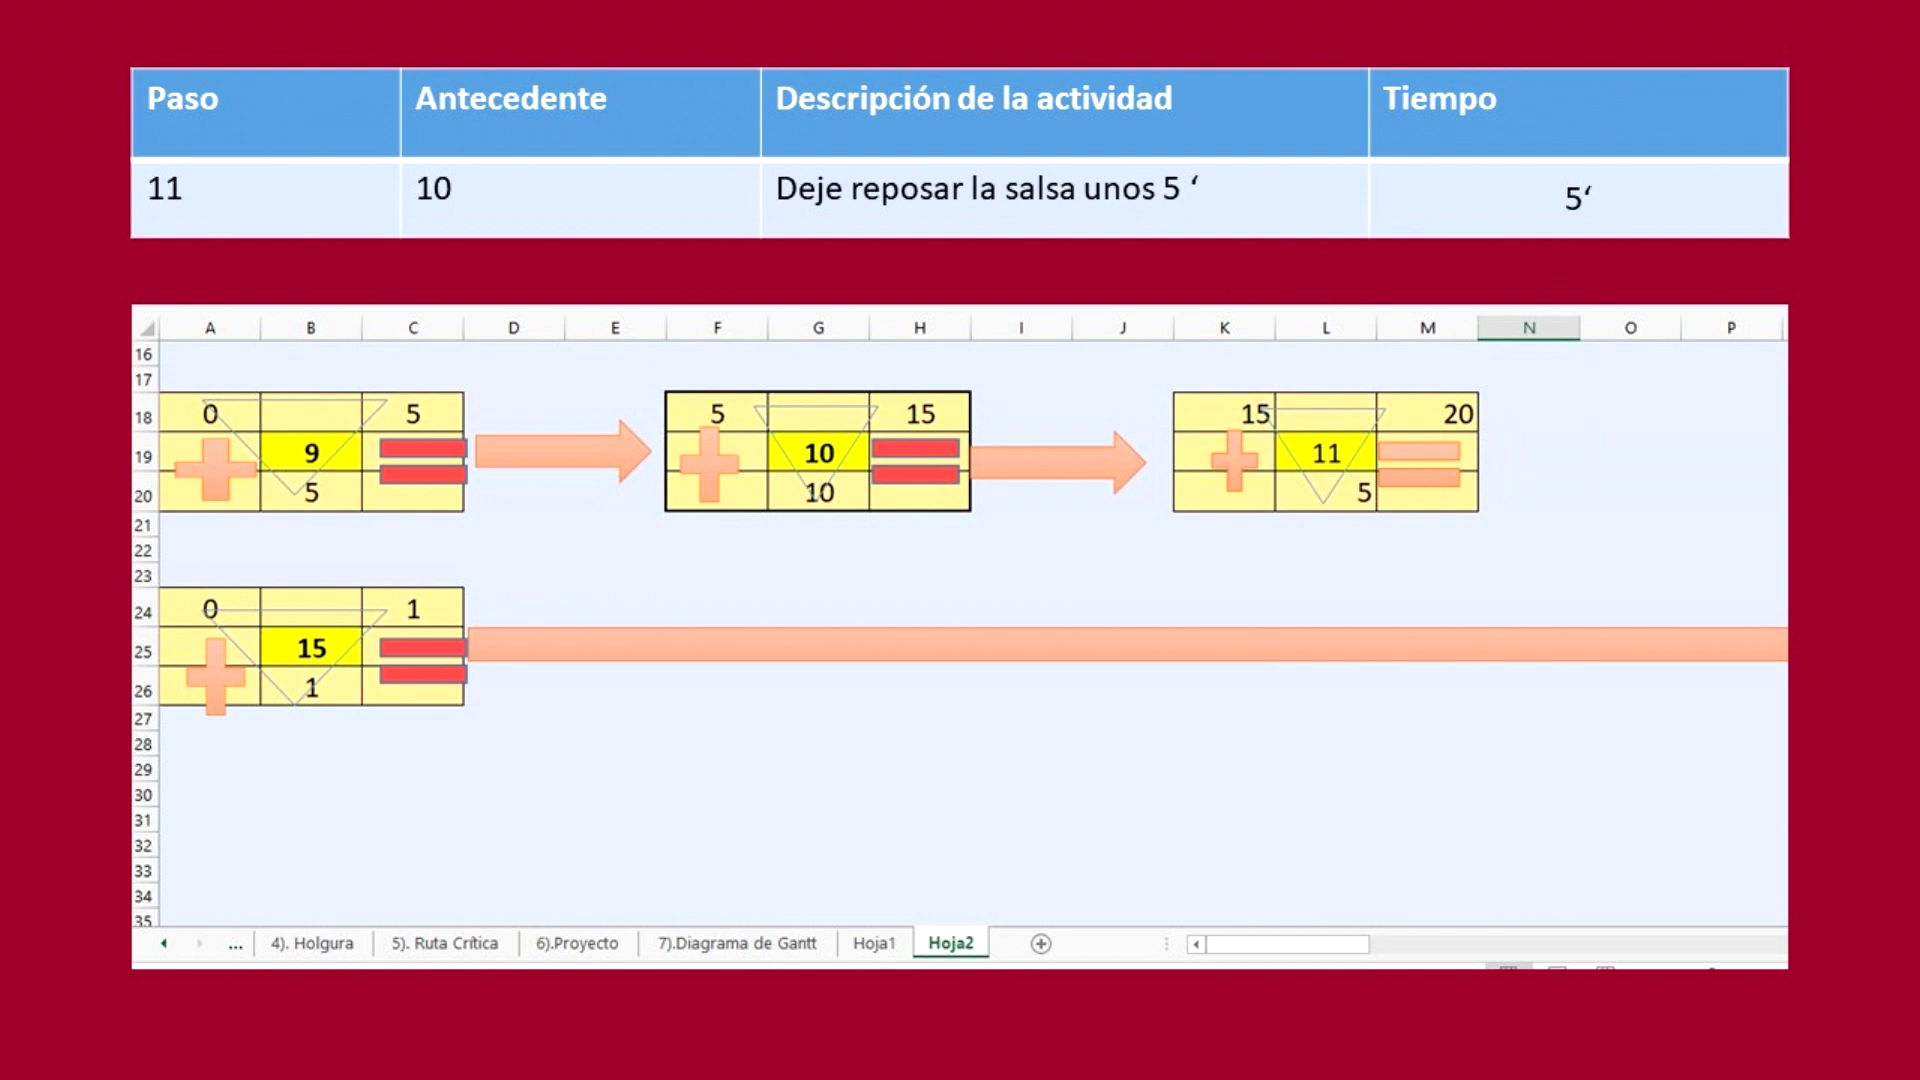 Paso Antecedente Descripción de la actividad Tiempo
11 10 Deje reposar la salsa unos 5 ‘ 5‘
A B C D E F G H I J K L M N O P
16
17
18 0 5 5 15 15 20
19 9 10 11
20 5 10 5
21
22
23
24 0 1
25 15
26 1
27
28
29
30
31
32
33
34
35
... 4). Holgura 5). Ruta Crítica 6).Proyecto 7).Diagrama de Gantt Hoja1 Hoja2